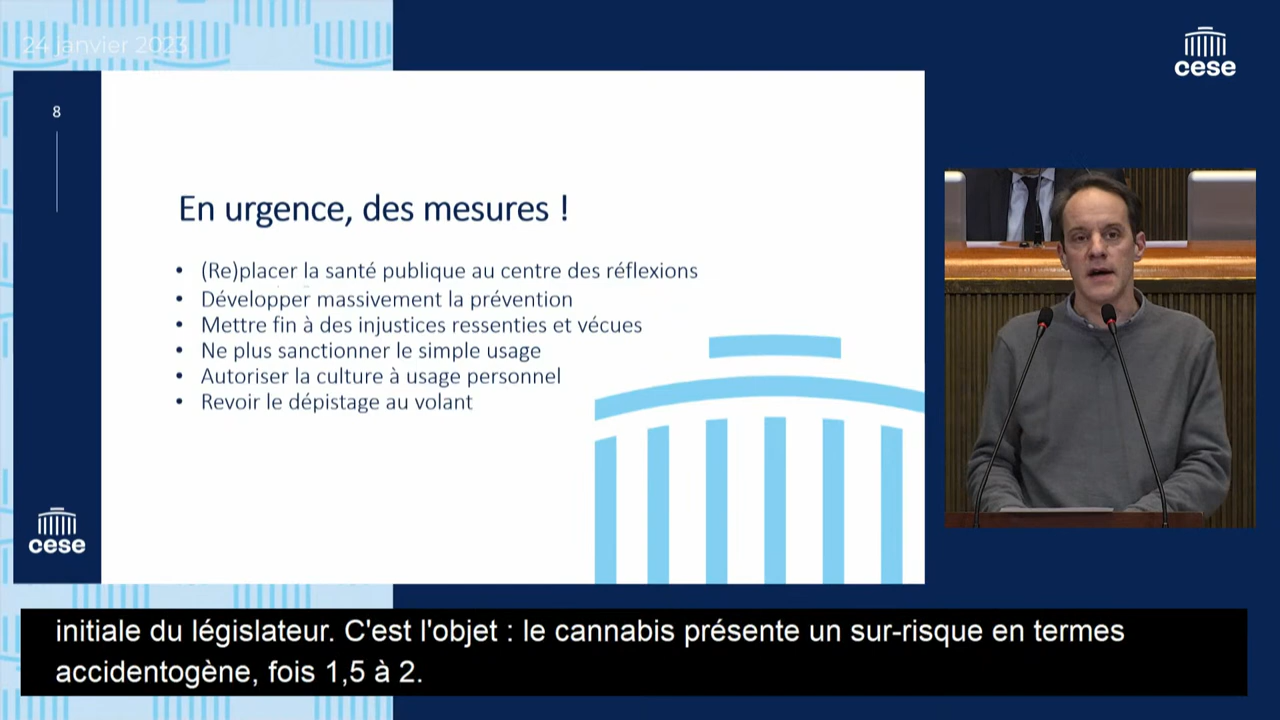 24 janvier 2023
cese
8
En urgence, des mesures !
• (Re)placer la santé publique au centre des réflexions
• Développer massivement la prévention
• Mettre fin à des injustices ressenties et vécues
• Ne plus sanctionner le simple usage
• Autoriser la culture à usage personnel
• Revoir le dépistage au volant
cese
initiale du législateur. C'est l'objet : le cannabis présente un sur-risque en termes
accidentogène, fois 1,5 à 2.